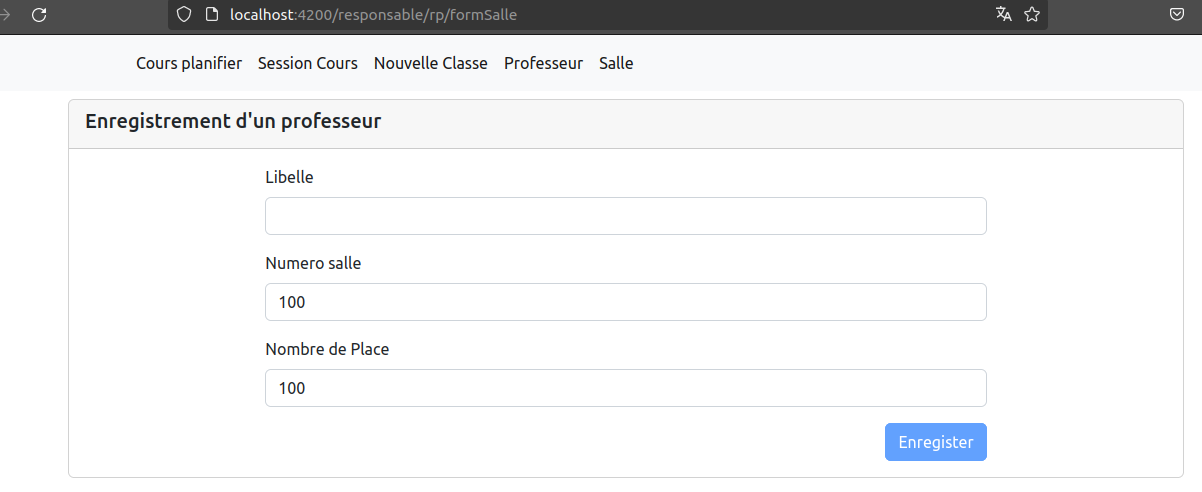 localhost:4200/responsable/rp/formSalle
Cours planifier Session Cours Nouvelle Classe Professeur Salle
Enregistrement d'un professeur
Libelle
Numero salle
100
Nombre de Place
100
Enregister